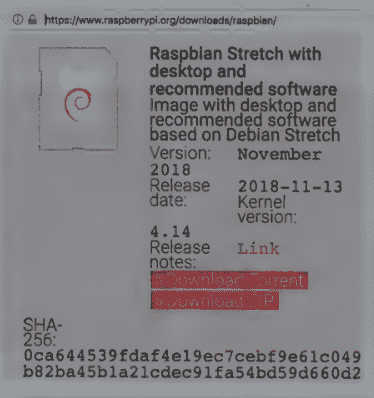 https://www.raspberrypi.org/downloads/raspbian/
Raspbian Stretch with
desktop and
recommended software
Image with desktop and
recommended software
based on Debian Stretch
Version: November
2018
Release 2018-11-13
date: Kernel
version:
4.14
Release Link
notes:
Download Torrent
Download ZIP
SHA-
256:
0ca644539fdaf4e19ec7cebf9e61c049
b82ba45b1a21cdec91fa54bd59d660d2